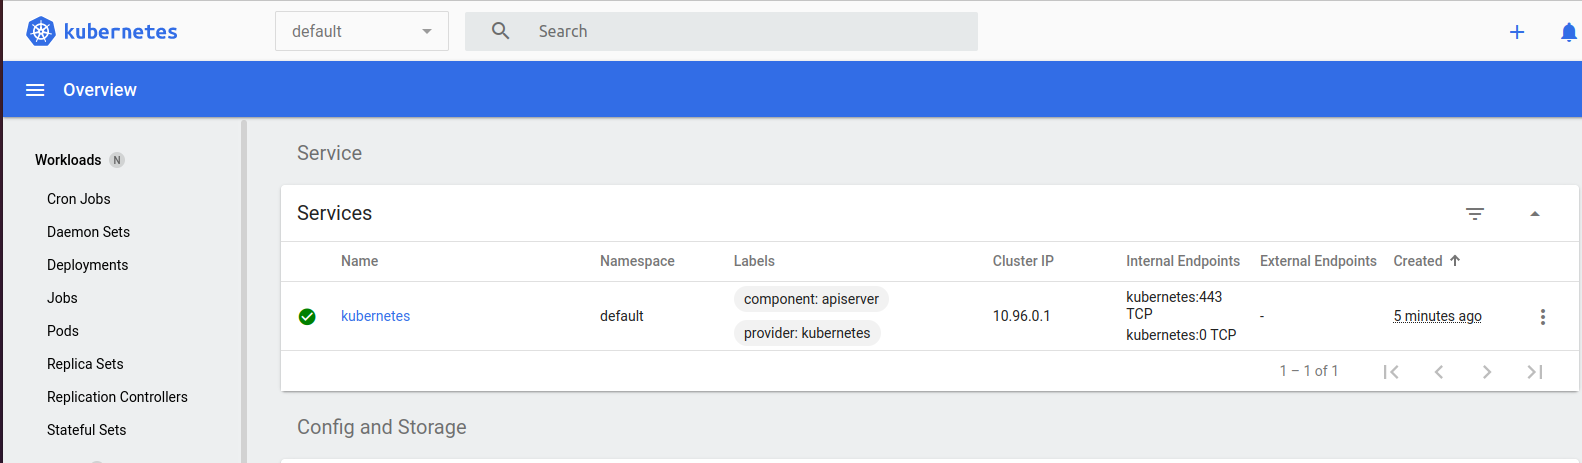 kubernetes
default
Search
Overview
Workloads N
Cron Jobs
Daemon Sets
Deployments
Jobs
Pods
Replica Sets
Replication Controllers
Stateful Sets
Service
Services
Name Namespace Labels Cluster IP Internal Endpoints External Endpoints Created
kubernetes default component: apiserver provider: kubernetes 10.96.0.1 kubernetes:443 TCP kubernetes:0 TCP - 5 minutes ago
1 – 1 of 1
Config and Storage